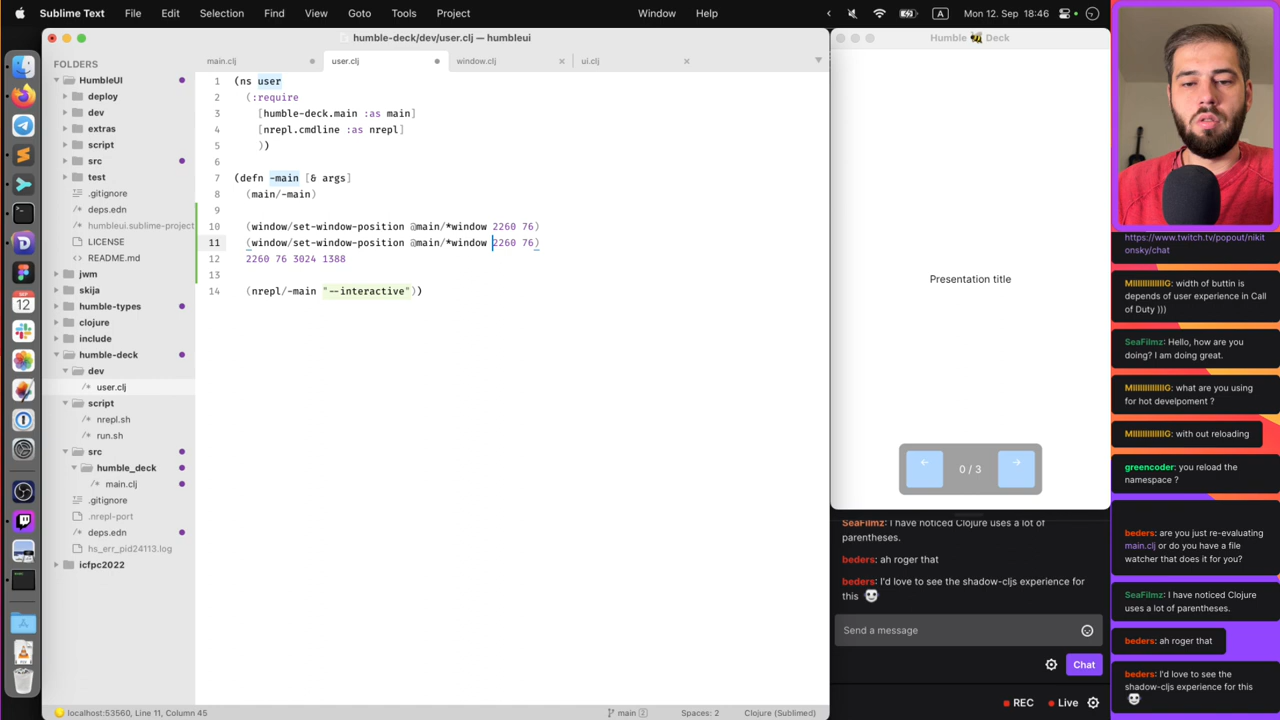 Sublime Text File Edit Selection Find View Goto Tools Project Window Help
A Mon 12. Sep 18:46
humble-deck/dev/user.clj — humbleui
Humble 🐝 Deck
FOLDERS
HumbleUI
deploy
dev
extras
script
src
test
.gitignore
deps.edn
humbleui.sublime-project
LICENSE
README.md
jwm
skija
humble-types
clojure
include
humble-deck
dev
/* user.clj
script
/* nrepl.sh
/* run.sh
src
humble_deck
/* main.clj
.gitignore
.nrepl-port
deps.edn
hs_err_pid24113.log
icfpc2022
main.clj
user.clj
window.clj
ui.clj
1 (ns user
2 (:require
3 [humble-deck.main :as main]
4 [nrepl.cmdline :as nrepl]
5 ))
6
7 (defn -main [& args]
8 (main/-main)
9
10 (window/set-window-position @main/*window 2260 76)
11 (window/set-window-position @main/*window 2260 76)
12 2260 76 3024 1388
13
14 (nrepl/-main "--interactive"))
localhost:53560, Line 11, Column 45
main 2
Spaces: 2
Clojure (Sublimed)
Presentation title
← 0 / 3 →
SeaFilmz: I have noticed Clojure uses a lot of
parentheses.
beders: ah roger that
beders: I'd love to see the shadow-cljs experience for
this
Send a message
Chat
REC Live
https://www.twitch.tv/popout/nikit
onsky/chat
MIIIIIIIIIIIG: width of buttin is
depends of user experience in Call
of Duty )))
SeaFilmz: Hello, how are you
doing? I am doing great.
MIIIIIIIIIIIG: what are you using
for hot develpoment ?
MIIIIIIIIIIIG: with out reloading
greencoder: you reload the
namespace ?
beders: are you just re-evaluating
main.clj or do you have a file
watcher that does it for you?
SeaFilmz: I have noticed Clojure
uses a lot of parentheses.
beders: ah roger that
beders: I'd love to see the
shadow-cljs experience for this